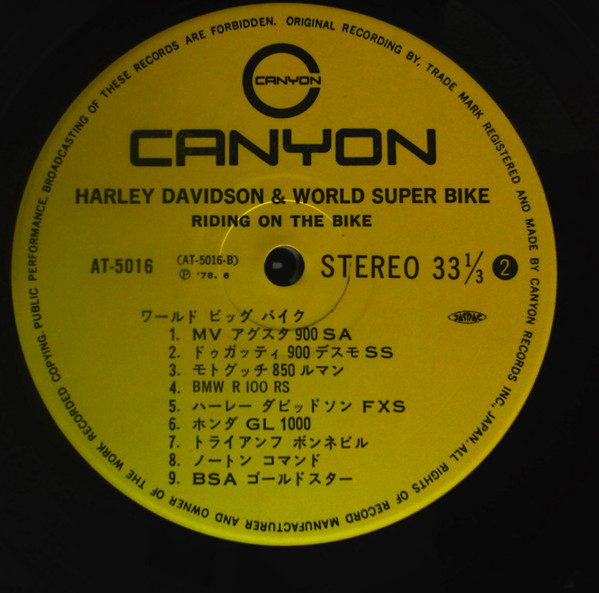 CANYON
CANYON
HARLEY DAVIDSON & WORLD SUPER BIKE
RIDING ON THE BIKE
AT-5016
(AT-5016-B)
Ⓟ '78. 6
STEREO 33⅓ 2
ワールド ビッグ バイク
JASRAC
1. MV アグスタ 900 SA
2. ドゥガッティ 900 デスモ SS
3. モトグッチ 850 ルマン
4. BMW R 100 RS
5. ハーレー ダビッドソン FXS
6. ホンダ GL 1000
7. トライアンフ ボンネビル
8. ノートン コマンド
9. BSA ゴールドスター
ORIGINAL RECORDING BY, TRADE MARK REGISTERED AND MADE BY CANYON RECORDS INC., JAPAN. ALL RIGHTS OF RECORD MANUFACTURER AND OWNER OF THE WORK RECORDED COPYING. PUBLIC PERFORMANCE, BROADCASTING OF THESE RECORDS ARE FORBIDDEN.